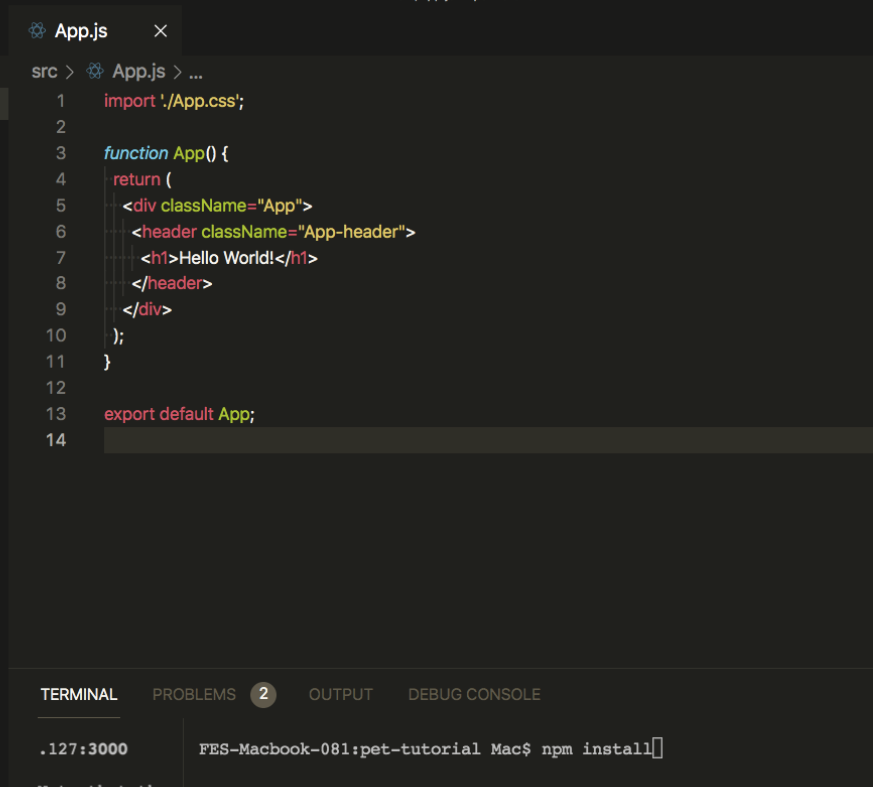 App.js
src > App.js > ...
1 import './App.css';
2
3 function App() {
4 return (
5 <div className="App">
6 <header className="App-header">
7 <h1>Hello World!</h1>
8 </header>
9 </div>
10 );
11 }
12
13 export default App;
14
TERMINAL PROBLEMS 2 OUTPUT DEBUG CONSOLE
.127:3000 FES-Macbook-081:pet-tutorial Mac$ npm install